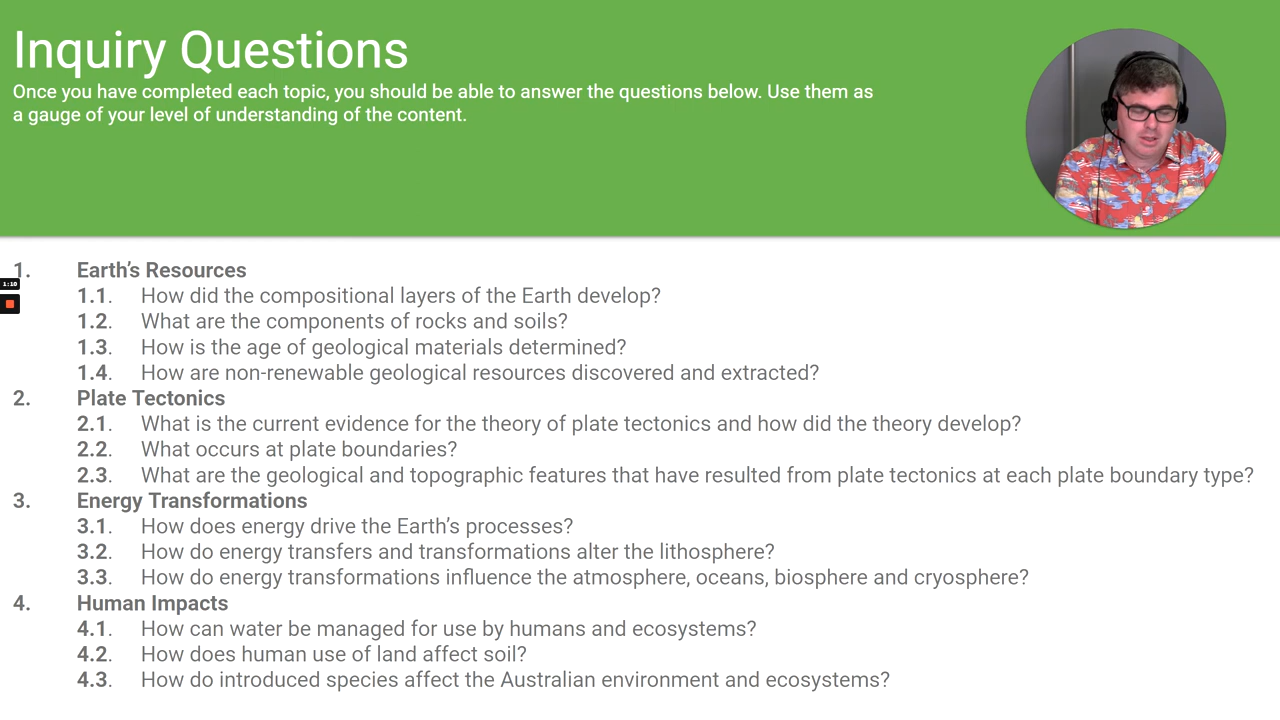 Inquiry Questions
Once you have completed each topic, you should be able to answer the questions below. Use them as
a gauge of your level of understanding of the content.
1. Earth's Resources
1:10
1.1. How did the compositional layers of the Earth develop?
1.2. What are the components of rocks and soils?
1.3. How is the age of geological materials determined?
1.4. How are non-renewable geological resources discovered and extracted?
2. Plate Tectonics
2.1. What is the current evidence for the theory of plate tectonics and how did the theory develop?
2.2. What occurs at plate boundaries?
2.3. What are the geological and topographic features that have resulted from plate tectonics at each plate boundary type?
3. Energy Transformations
3.1. How does energy drive the Earth's processes?
3.2. How do energy transfers and transformations alter the lithosphere?
3.3. How do energy transformations influence the atmosphere, oceans, biosphere and cryosphere?
4. Human Impacts
4.1. How can water be managed for use by humans and ecosystems?
4.2. How does human use of land affect soil?
4.3. How do introduced species affect the Australian environment and ecosystems?